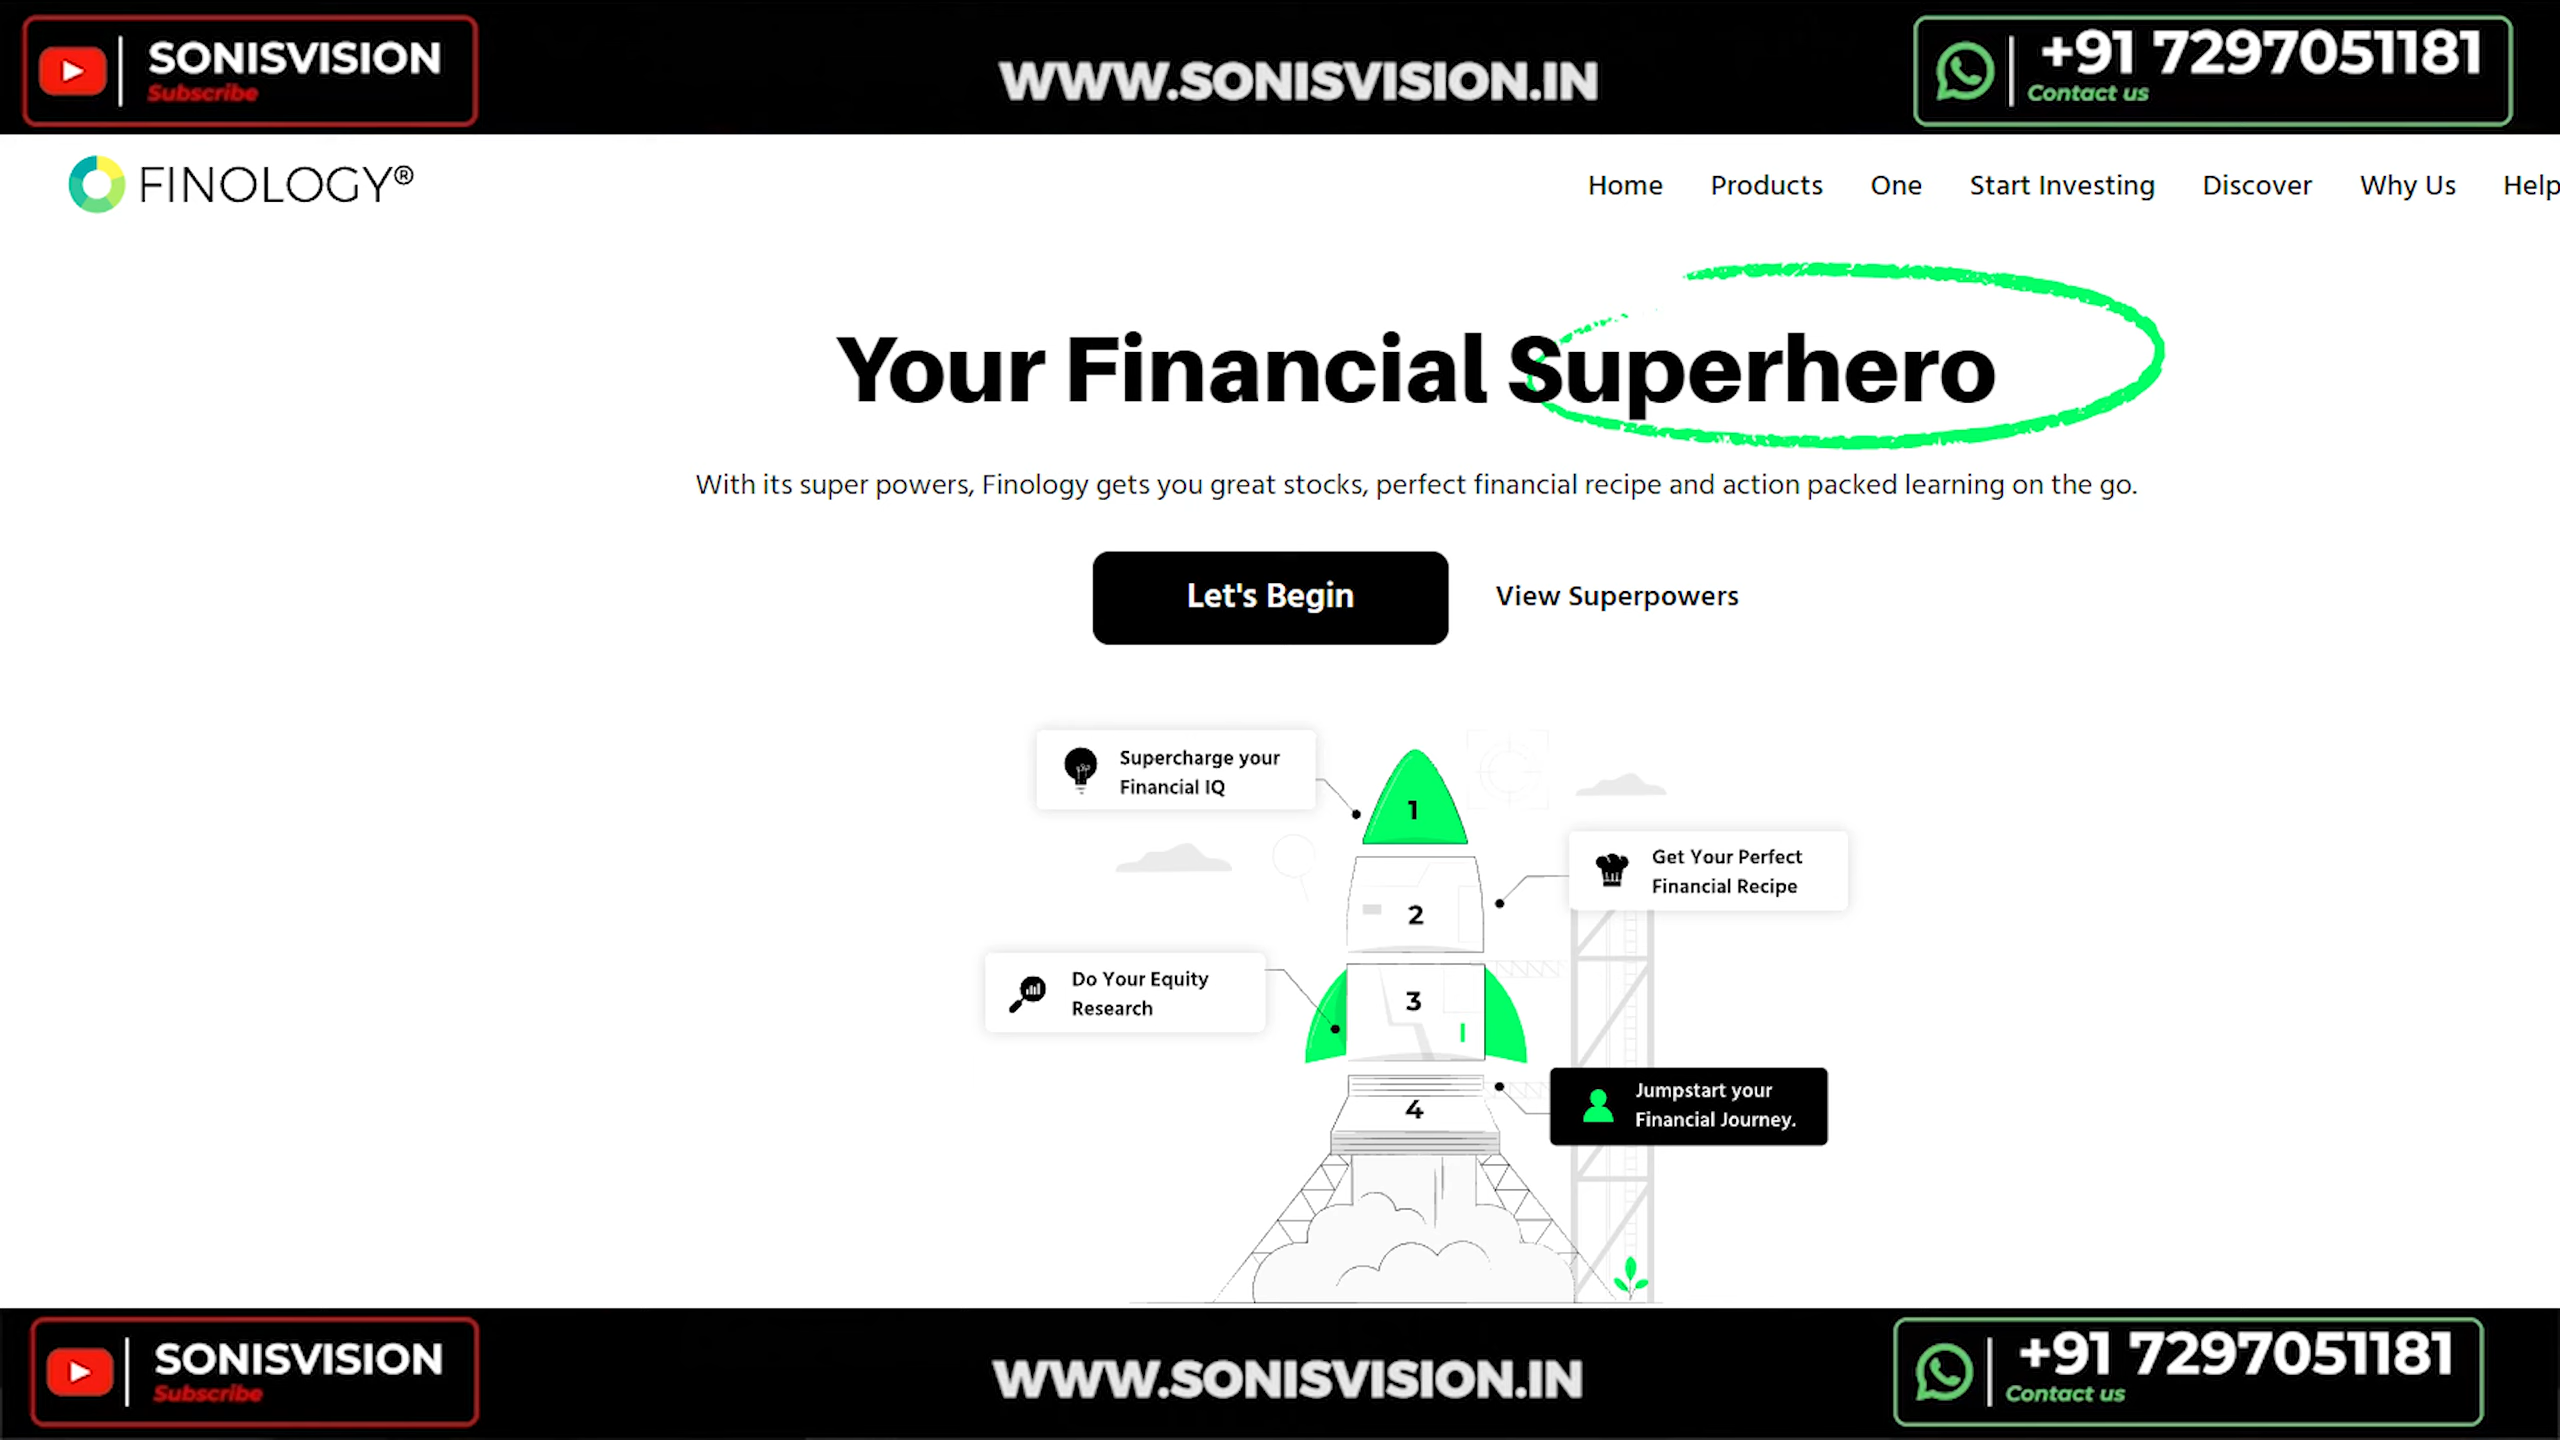 SONISVISION
Subscribe
WWW.SONISVISION.IN
+91 7297051181
Contact us
FINOLOGY®
Home Products One Start Investing Discover Why Us Help
Your Financial Superhero
With its super powers, Finology gets you great stocks, perfect financial recipe and action packed learning on the go.
Let's Begin
View Superpowers
Supercharge your
Financial IQ
1
Get Your Perfect
Financial Recipe
2
Do Your Equity
Research
3
Jumpstart your
Financial Journey.
4
SONISVISION
Subscribe
WWW.SONISVISION.IN
+91 7297051181
Contact us